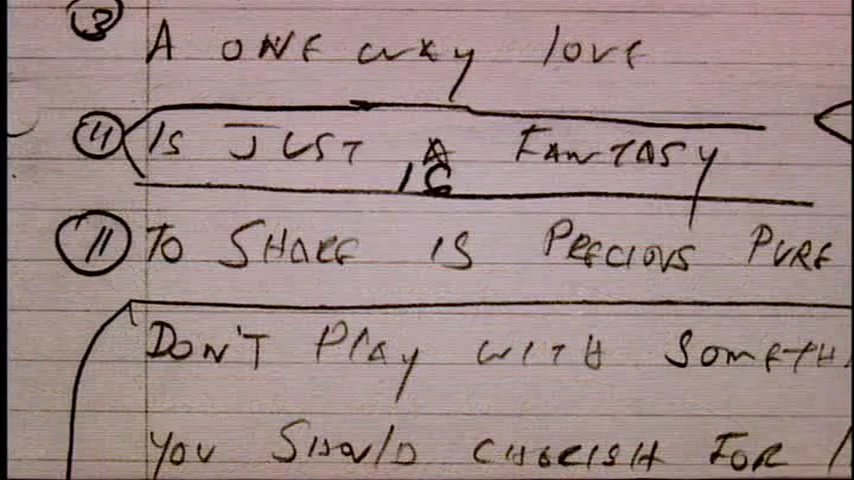 3 A ONE WAY LOVE
4 IS JUST A FANTASY
16
11 TO SHARE IS PRECIOUS PURE
DON'T PLAY WITH SOMETH
YOU SHOULD CHERISH FOR